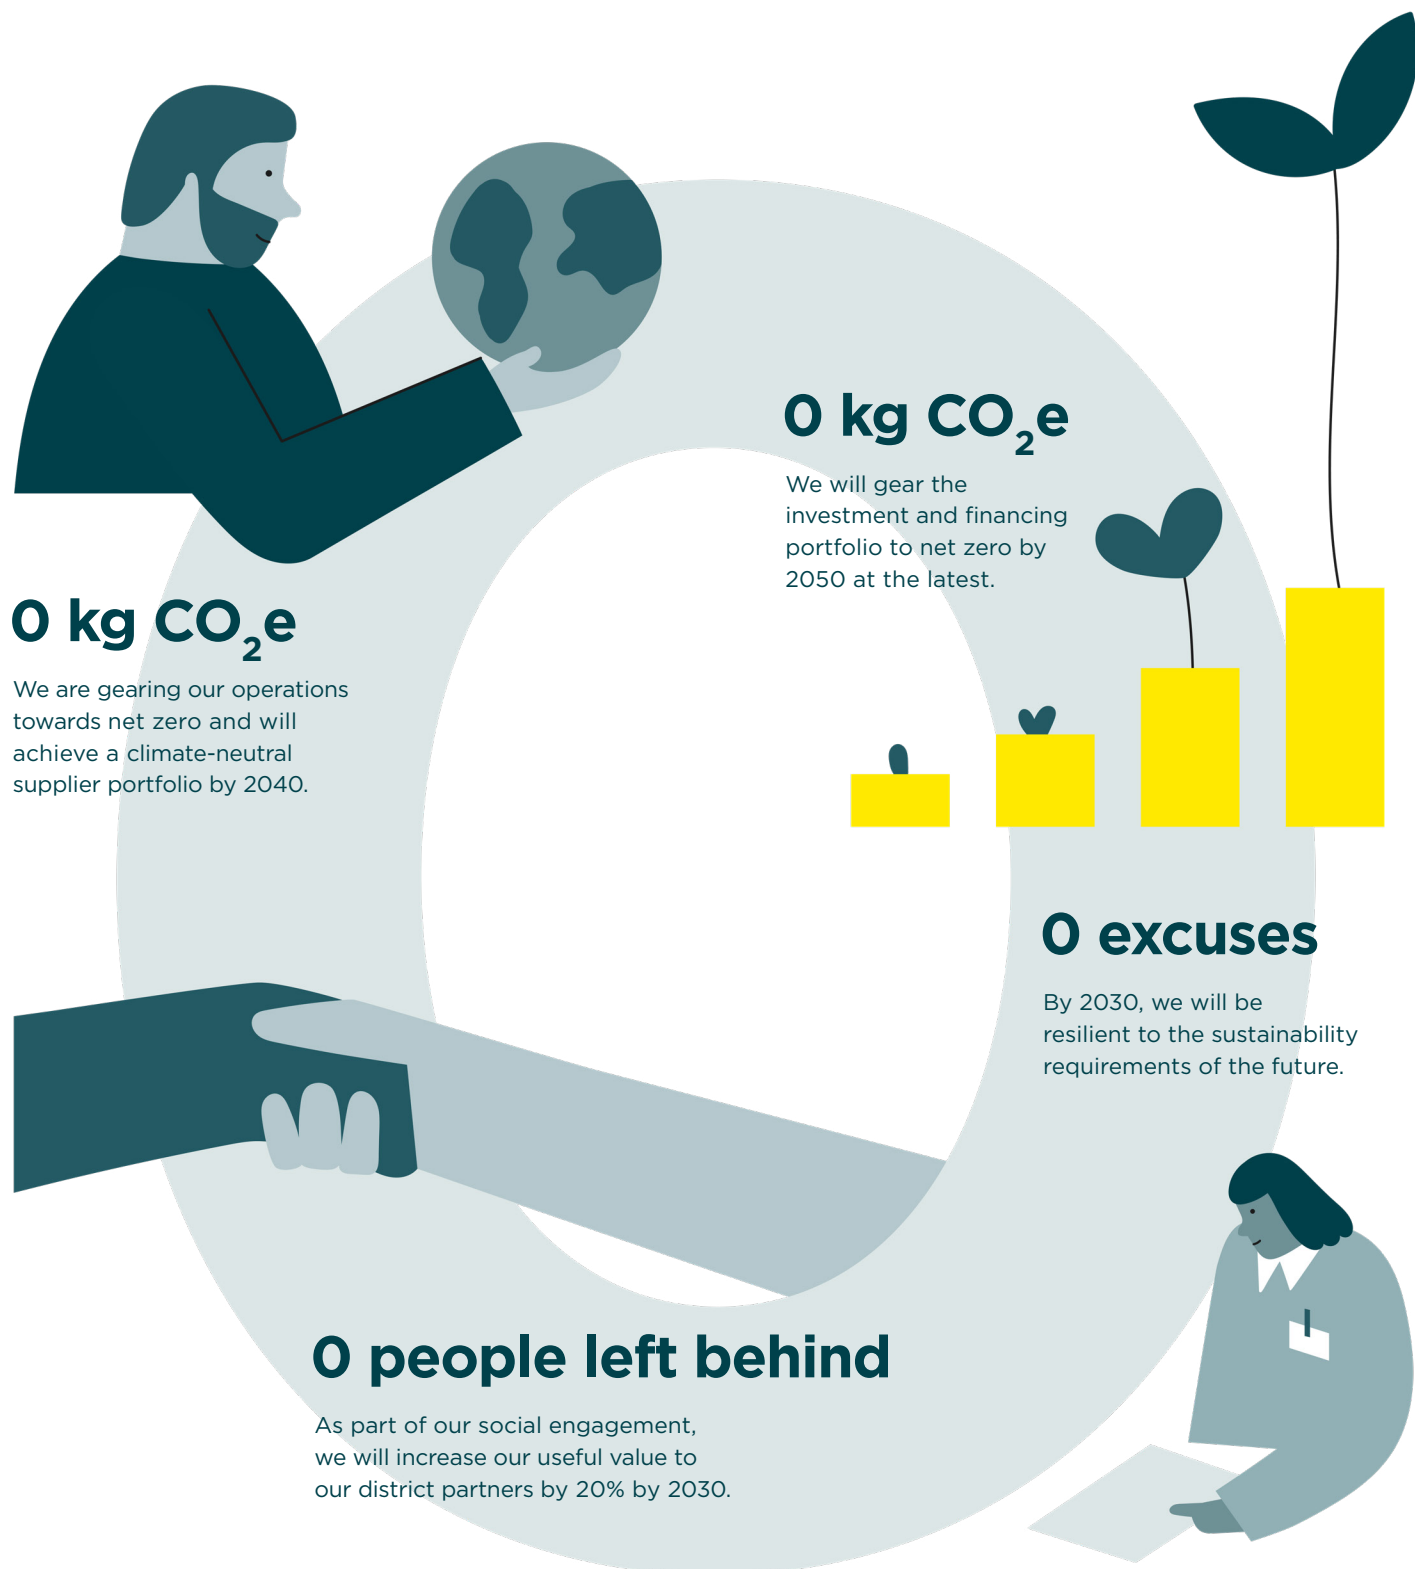 0 kg CO₂e
We will gear the
investment and financing
portfolio to net zero by
2050 at the latest.
0 kg CO₂e
We are gearing our operations
towards net zero and will
achieve a climate-neutral
supplier portfolio by 2040.
0 excuses
By 2030, we will be
resilient to the sustainability
requirements of the future.
0 people left behind
As part of our social engagement,
we will increase our useful value to
our district partners by 20% by 2030.